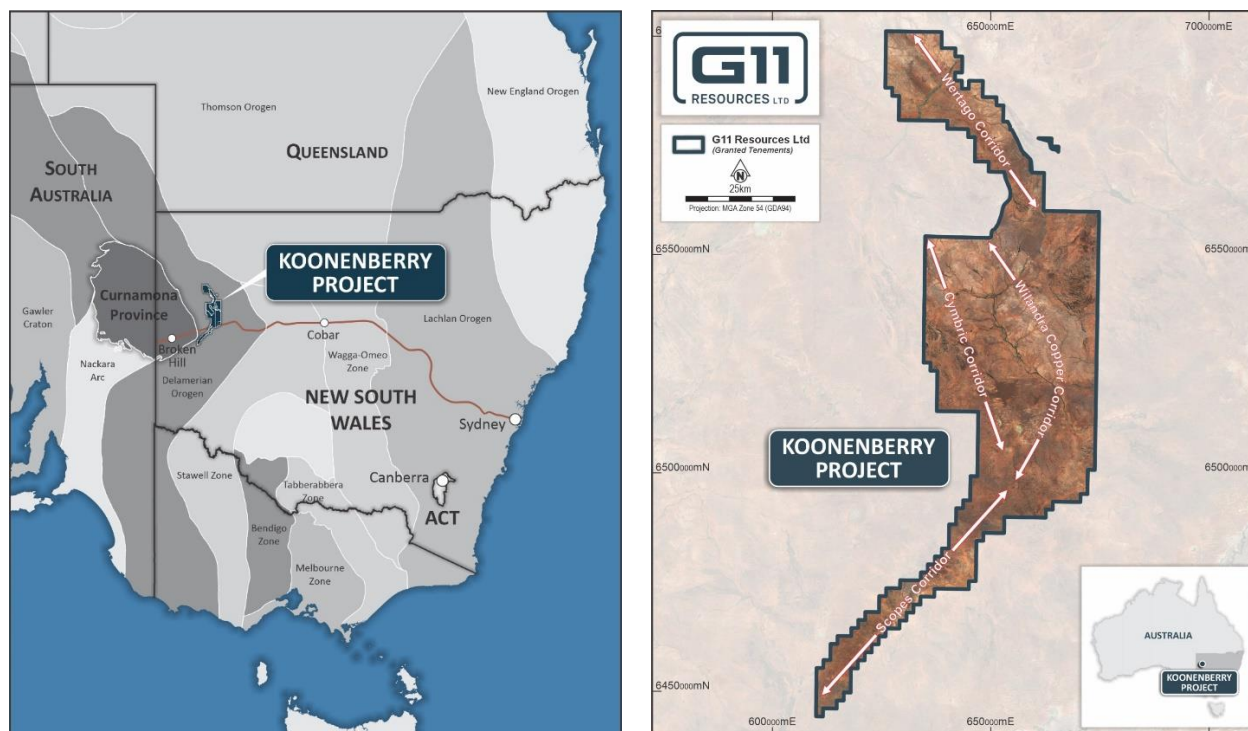 Thomson Orogen
New England Orogen
QUEENSLAND
SOUTH
AUSTRALIA
KOONENBERRY
PROJECT
Curnamona
Province
Gawler
Craton
Broken
Hill
Cobar
Lachlan Orogen
Nackara
Arc
Delamerian
Orogen
Wagga-Omeo
Zone
NEW SOUTH
WALES
Sydney
Stawell Zone
Tabberabbera
Zone
Canberra
ACT
Bendigo
Zone
Melbourne
Zone
650000mE
700000mE
G11
RESOURCES LTD
G11 Resources Ltd
(Granted Tenements)
N
25km
Projection: MGA Zone 54 (GDA94)
Wertago Corridor
6550000mN
6550000mN
Cymbric Corridor
Wilandra Copper Corridor
KOONENBERRY
PROJECT
6500000mN
6500000mN
Scopes Corridor
6450000mN
AUSTRALIA
KOONENBERRY
PROJECT
600000mE
650000mE